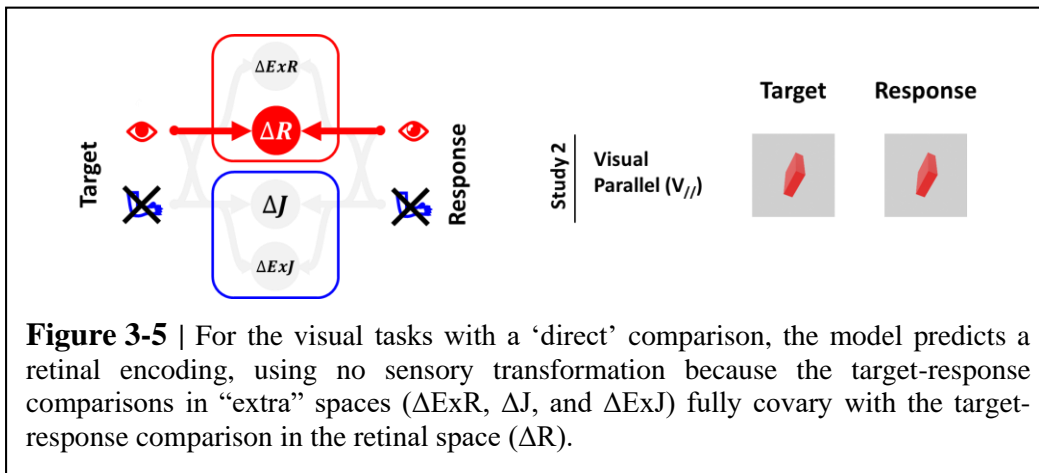 ΔExR
ΔR
ΔJ
ΔExJ
Target
Response
Target Response
Study 2
Visual
Parallel (V//)
Figure 3-5 | For the visual tasks with a ‘direct’ comparison, the model predicts a
retinal encoding, using no sensory transformation because the target-response
comparisons in “extra” spaces (ΔExR, ΔJ, and ΔExJ) fully covary with the target-
response comparison in the retinal space (ΔR).